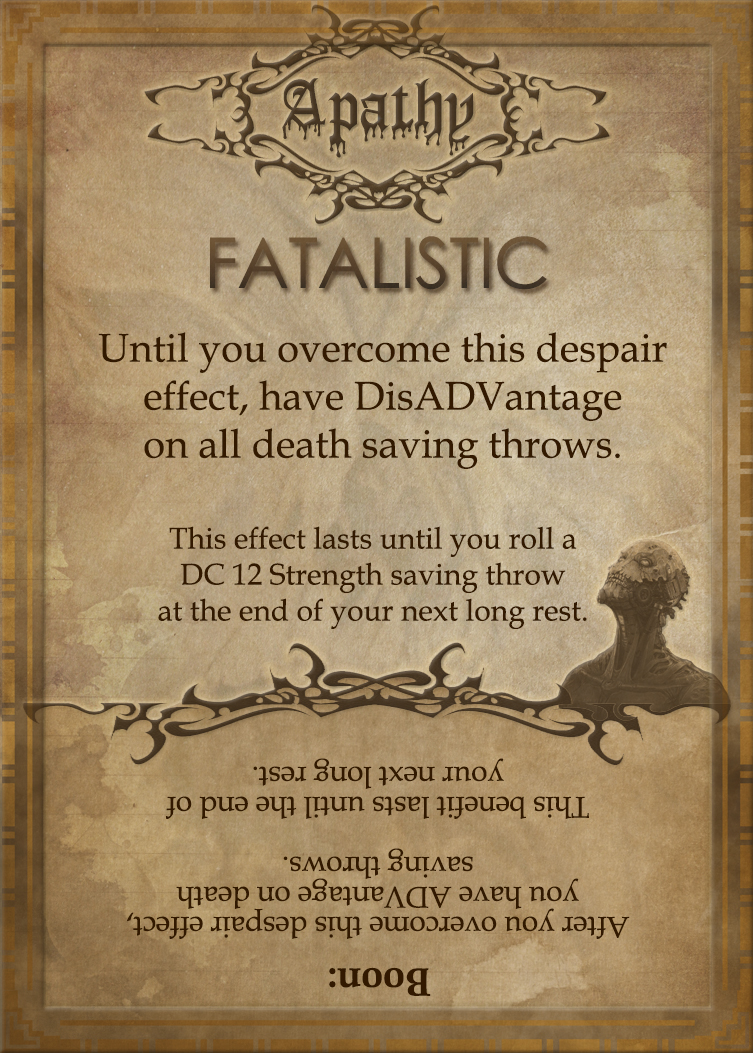 Apathy
FATALISTIC
Until you overcome this despair
effect, have DisADVantage
on all death saving throws.
This effect lasts until you roll a
DC 12 Strength saving throw
at the end of your next long rest.
Boon:
After you overcome this despair effect,
you have ADVantage on death
saving throws.
This benefit lasts until the end of
your next long rest.